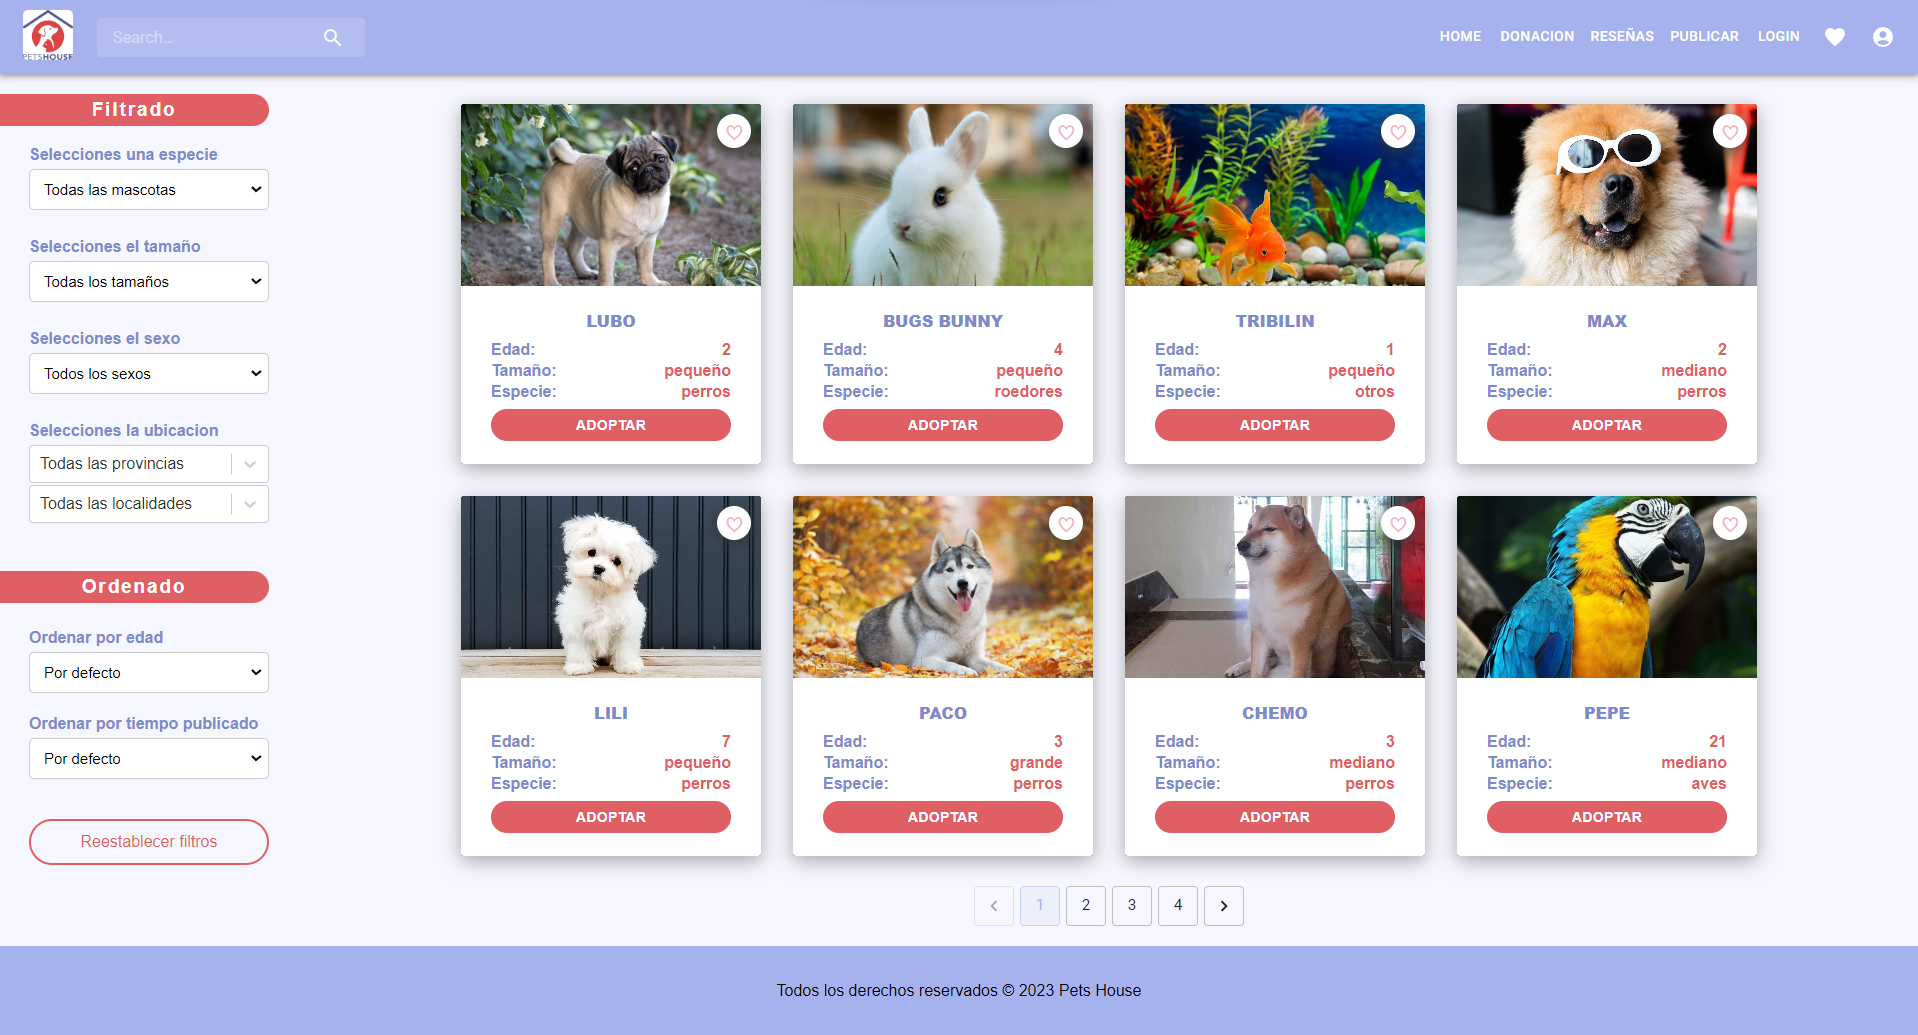 PETSHOUSE
Search...
HOME DONACION RESEÑAS PUBLICAR LOGIN
Filtrado
Selecciones una especie
Todas las mascotas
Selecciones el tamaño
Todas los tamaños
Selecciones el sexo
Todos los sexos
Selecciones la ubicacion
Todas las provincias
Todas las localidades
Ordenado
Ordenar por edad
Por defecto
Ordenar por tiempo publicado
Por defecto
Reestablecer filtros
LUBO
Edad: 2
Tamaño: pequeño
Especie: perros
ADOPTAR
BUGS BUNNY
Edad: 4
Tamaño: pequeño
Especie: roedores
ADOPTAR
TRIBILIN
Edad: 1
Tamaño: pequeño
Especie: otros
ADOPTAR
MAX
Edad: 2
Tamaño: mediano
Especie: perros
ADOPTAR
LILI
Edad: 7
Tamaño: pequeño
Especie: perros
ADOPTAR
PACO
Edad: 3
Tamaño: grande
Especie: perros
ADOPTAR
CHEMO
Edad: 3
Tamaño: mediano
Especie: perros
ADOPTAR
PEPE
Edad: 21
Tamaño: mediano
Especie: aves
ADOPTAR
1 2 3 4
Todos los derechos reservados © 2023 Pets House